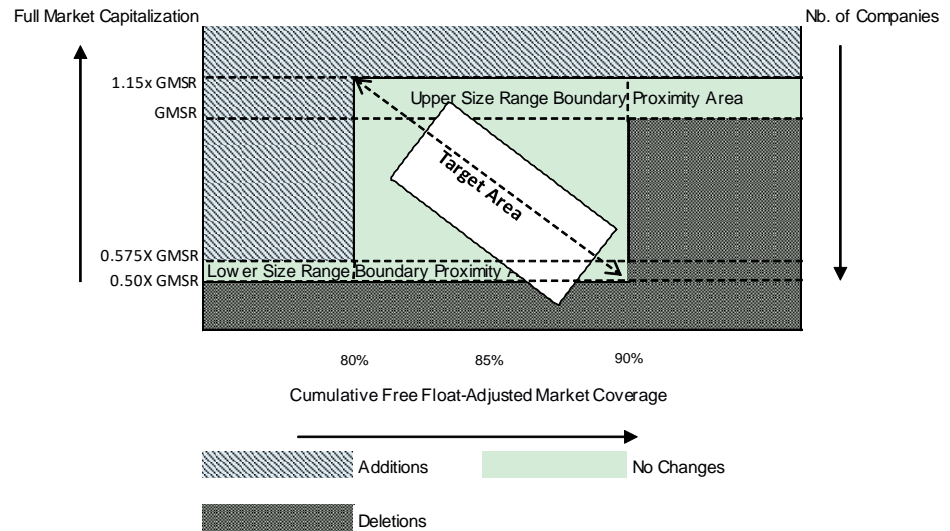 Full Market Capitalization
Nb. of Companies
1.15x GMSR
Upper Size Range Boundary Proximity Area
GMSR
Target Area
0.575X GMSR
Lower Size Range Boundary Proximity
0.50X GMSR
80%
85%
90%
Cumulative Free Float-Adjusted Market Coverage
Additions
No Changes
Deletions